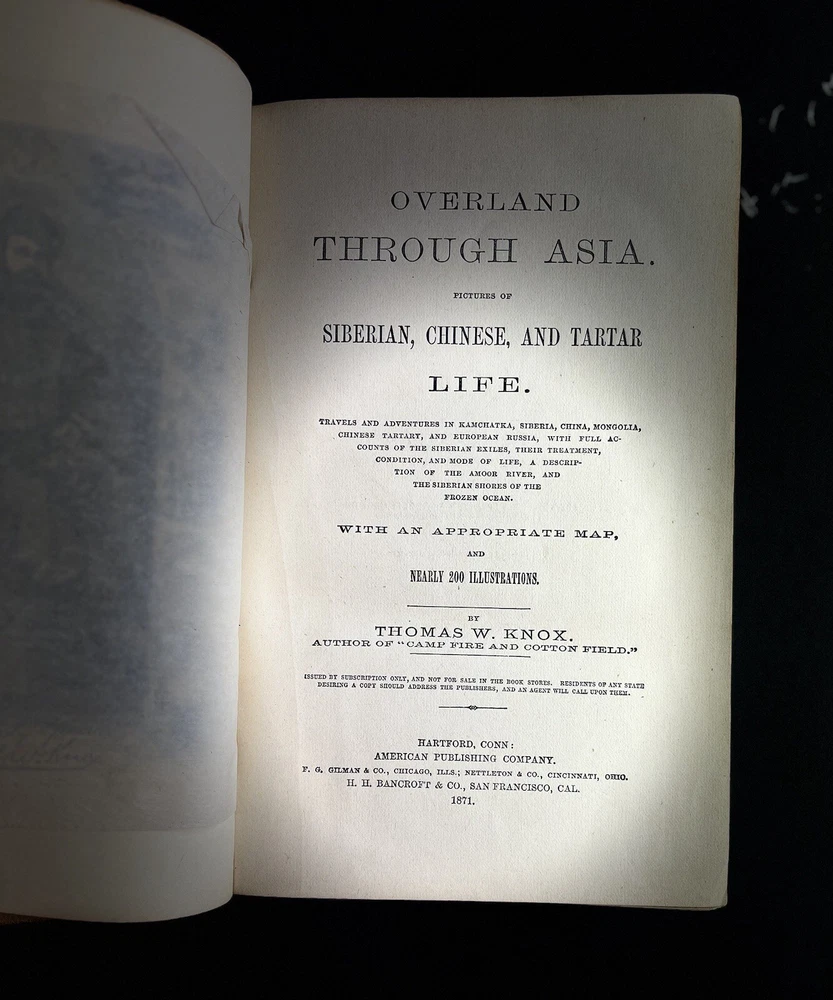 OVERLAND
THROUGH ASIA.
PICTURES OF
SIBERIAN, CHINESE, AND TARTAR
LIFE.
TRAVELS AND ADVENTURES IN KAMCHATKA, SIBERIA, CHINA, MONGOLIA,
CHINESE TARTARY, AND EUROPEAN RUSSIA, WITH FULL AC-
COUNTS OF THE SIBERIAN EXILES, THEIR TREATMENT,
CONDITION, AND MODE OF LIFE, A DESCRIP-
TION OF THE AMOOR RIVER, AND
THE SIBERIAN SHORES OF THE
FROZEN OCEAN.
WITH AN APPROPRIATE MAP,
AND
NEARLY 200 ILLUSTRATIONS.
BY
THOMAS W. KNOX.
AUTHOR OF "CAMP FIRE AND COTTON FIELD."
ISSUED BY SUBSCRIPTION ONLY, AND NOT FOR SALE IN THE BOOK STORES. RESIDENTS OF ANY STATE
DESIRING A COPY SHOULD ADDRESS THE PUBLISHERS, AND AN AGENT WILL CALL UPON THEM.
HARTFORD, CONN:
AMERICAN PUBLISHING COMPANY.
F. G. GILMAN & CO., CHICAGO, ILLS.; NETTLETON & CO., CINCINNATI, OHIO.
H. H. BANCROFT & CO., SAN FRANCISCO, CAL.
1871.